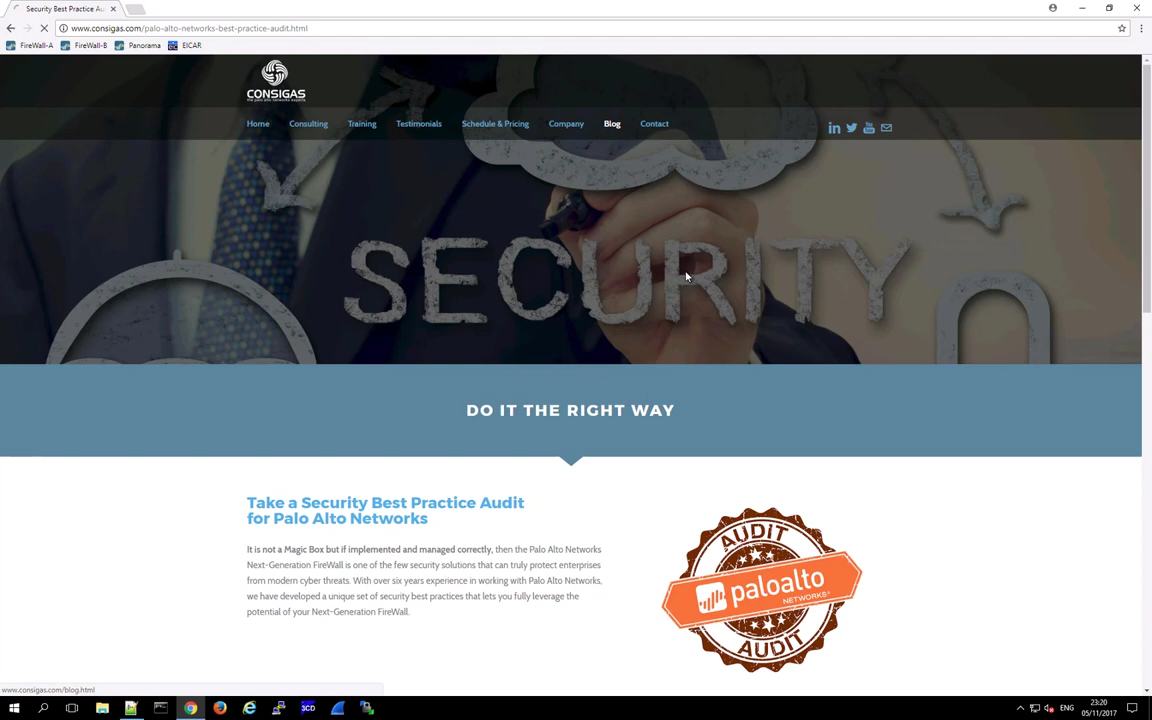 Security Best Practice Au
www.consigas.com/palo-alto-networks-best-practice-audit.html
FireWall-A
FireWall-B
Panorama
EICAR
CONSIGAS
the palo alto networks experts
Home
Consulting
Training
Testimonials
Schedule & Pricing
Company
Blog
Contact
SECURITY
DO IT THE RIGHT WAY
Take a Security Best Practice Audit
for Palo Alto Networks
It is not a Magic Box but if implemented and managed correctly, then the Palo Alto Networks
Next-Generation FireWall is one of the few security solutions that can truly protect enterprises
from modern cyber threats. With over six years experience in working with Palo Alto Networks,
we have developed a unique set of security best practices that lets you fully leverage the
potential of your Next-Generation FireWall.
AUDIT
paloalto
NETWORKS®
AUDIT
www.consigas.com/blog.html
3CD
ENG
23:20
05/11/2017